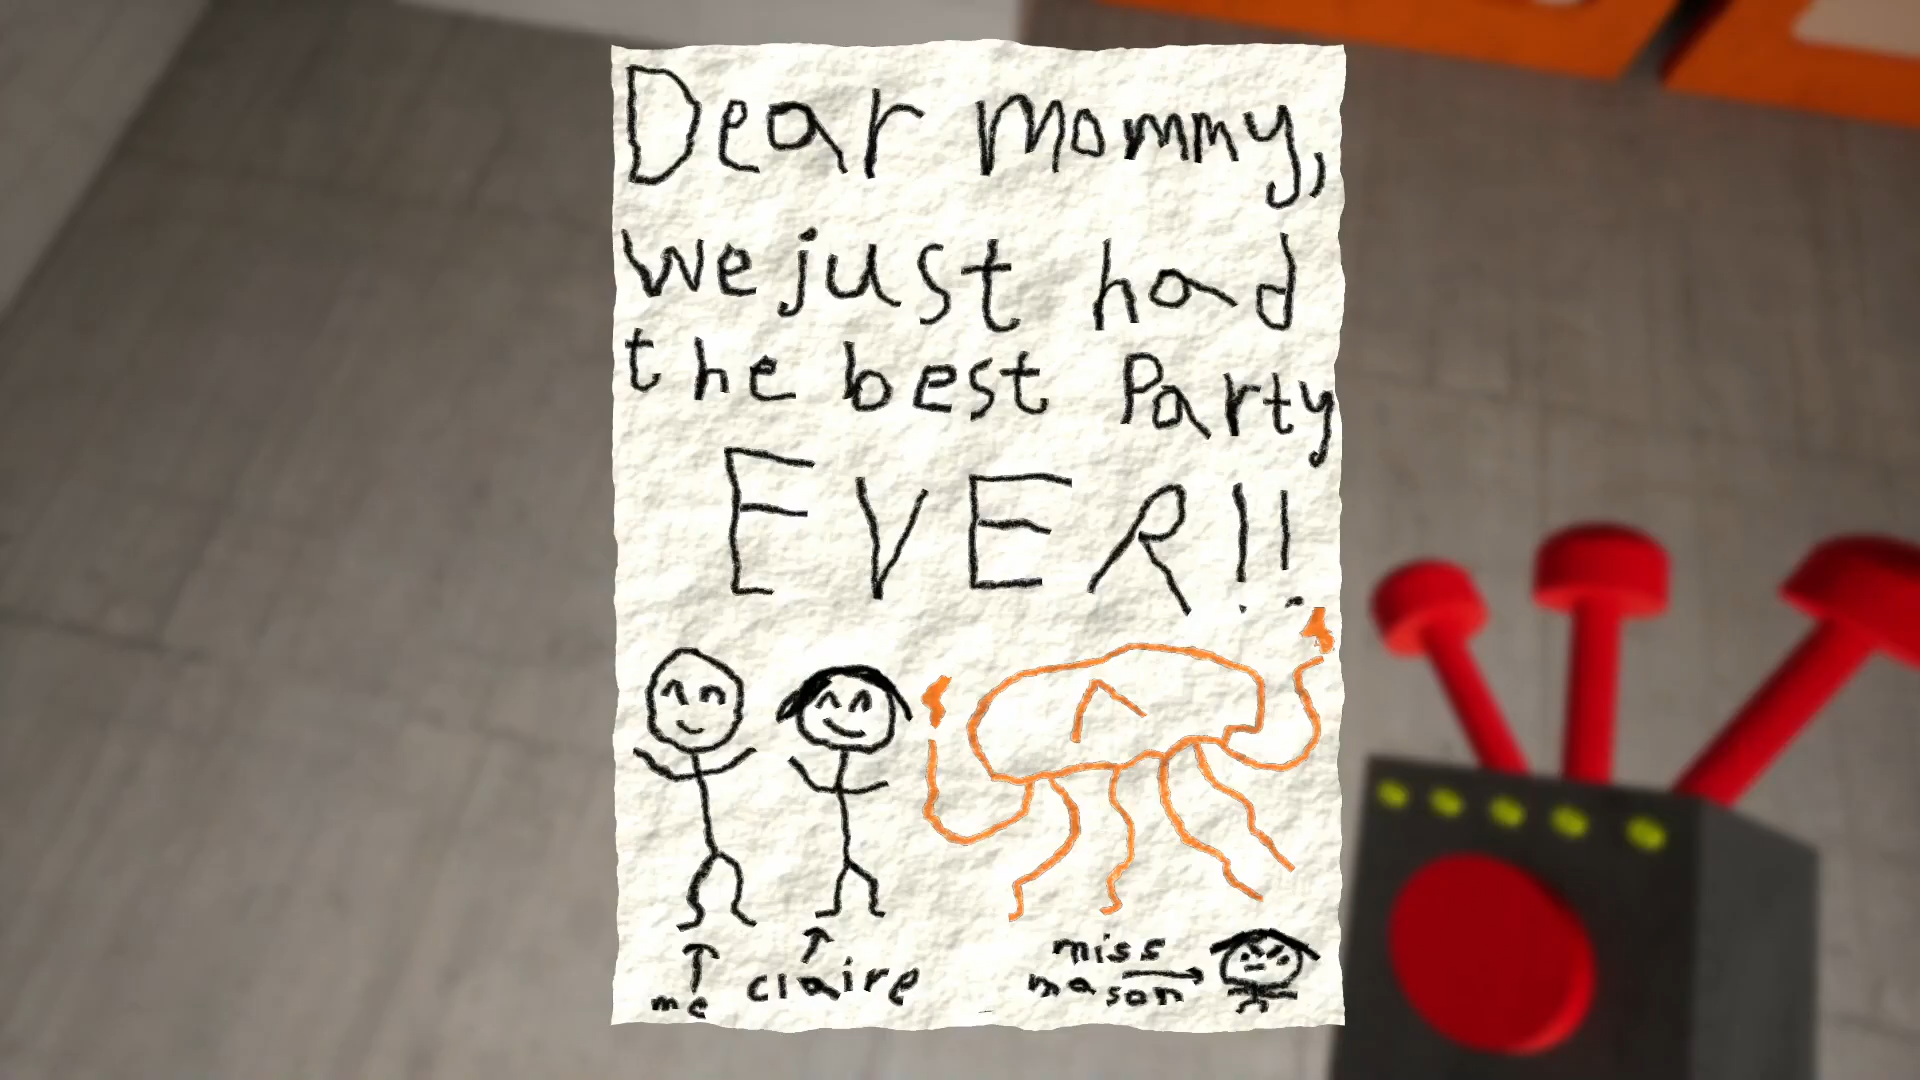 Dear mommy,
we just had
the best Party
EVER!!
me
claire
miss
mason